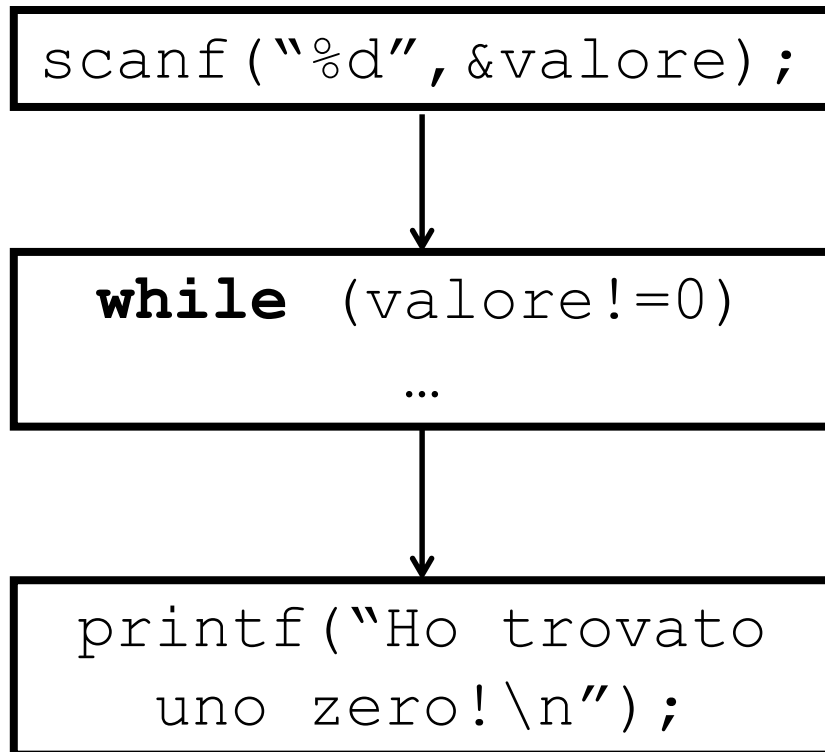 scanf(“%d”,&valore);
while (valore!=0)
…
printf(“Ho trovato
uno zero!\n”);